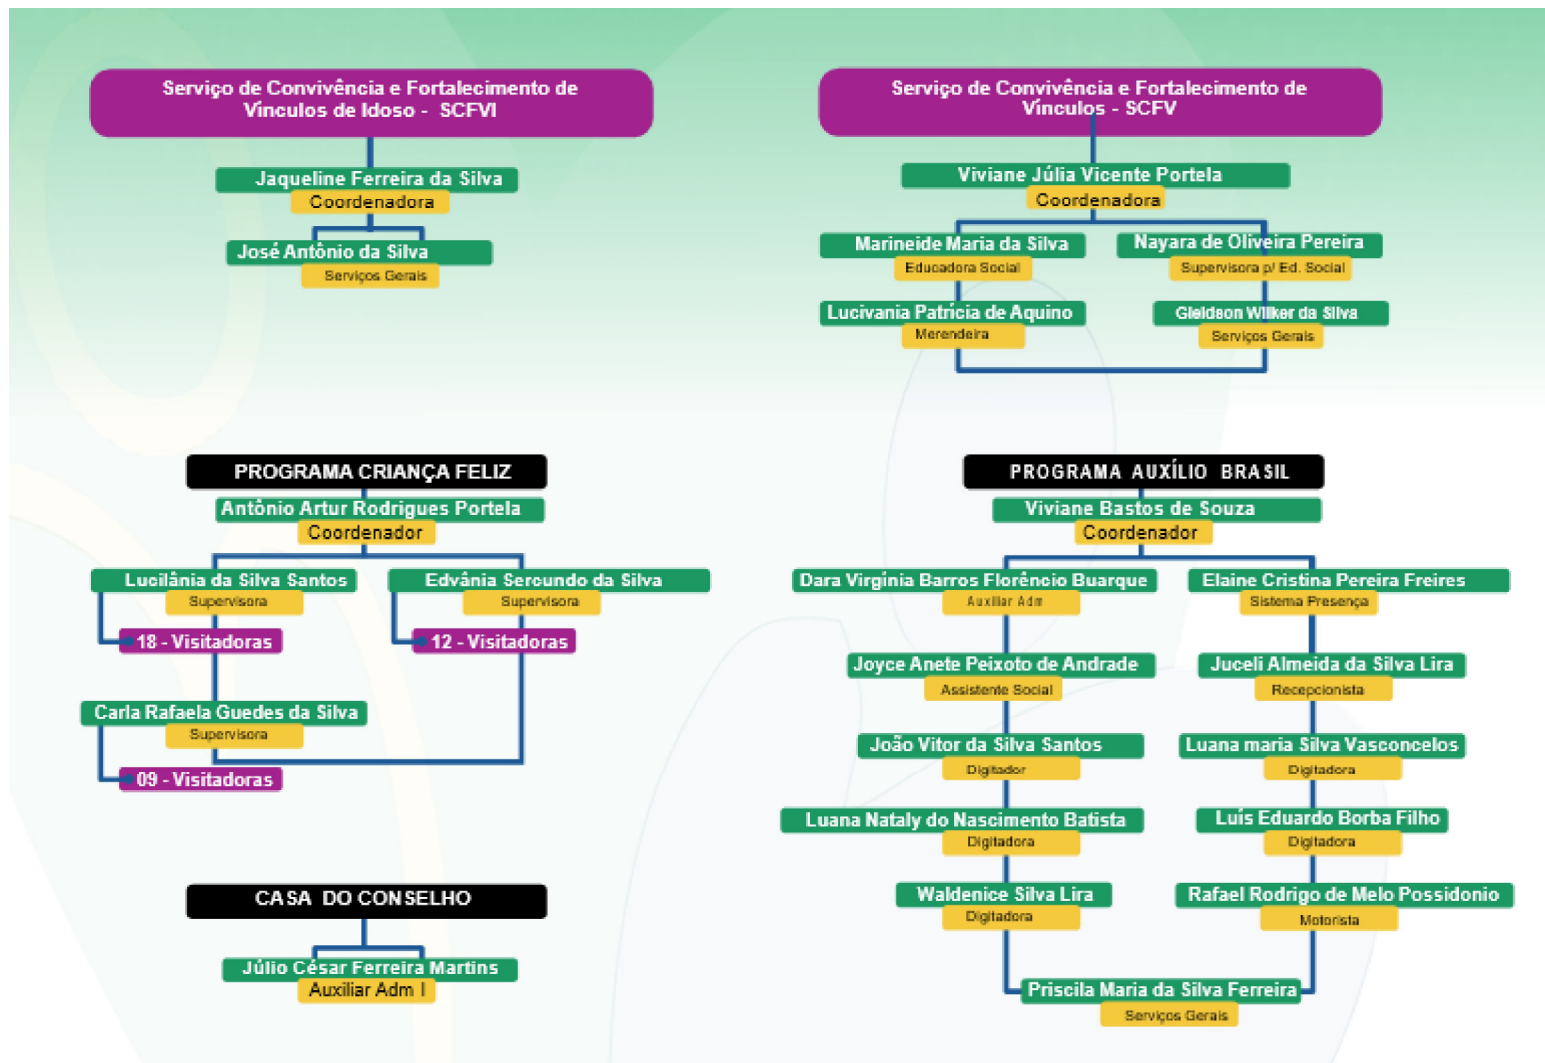 Serviço de Convivência e Fortalecimento de
Vínculos de Idoso - SCFVI
Jaqueline Ferreira da Silva
Coordenadora
José Antônio da Silva
Serviços Gerais
Serviço de Convivência e Fortalecimento de
Vínculos - SCFV
Viviane Júlia Vicente Portela
Coordenadora
Marineide Maria da Silva
Educadora Social
Nayara de Oliveira Pereira
Supervisora p/ Ed. Social
Lucivania Patrícia de Aquino
Merendeira
Gleidson Wilker da Silva
Serviços Gerais
PROGRAMA CRIANÇA FELIZ
Antônio Artur Rodrigues Portela
Coordenador
Lucilânia da Silva Santos
Supervisora
18 - Visitadoras
Edvânia Sercundo da Silva
Supervisora
12 - Visitadoras
Carla Rafaela Guedes da Silva
Supervisora
09 - Visitadoras
CASA DO CONSELHO
Júlio César Ferreira Martins
Auxiliar Adm I
PROGRAMA AUXÍLIO BRASIL
Viviane Bastos de Souza
Coordenador
Dara Virgínia Barros Florêncio Buarque
Auxiliar Adm
Elaine Cristina Pereira Freires
Sistema Presença
Joyce Anete Peixoto de Andrade
Assistente Social
Juceli Almeida da Silva Lira
Recepcionista
João Vitor da Silva Santos
Digitador
Luana maria Silva Vasconcelos
Digitadora
Luana Nataly do Nascimento Batista
Digitadora
Luís Eduardo Borba Filho
Digitadora
Waldenice Silva Lira
Digitadora
Rafael Rodrigo de Melo Possidonio
Motorista
Priscila Maria da Silva Ferreira
Serviços Gerais